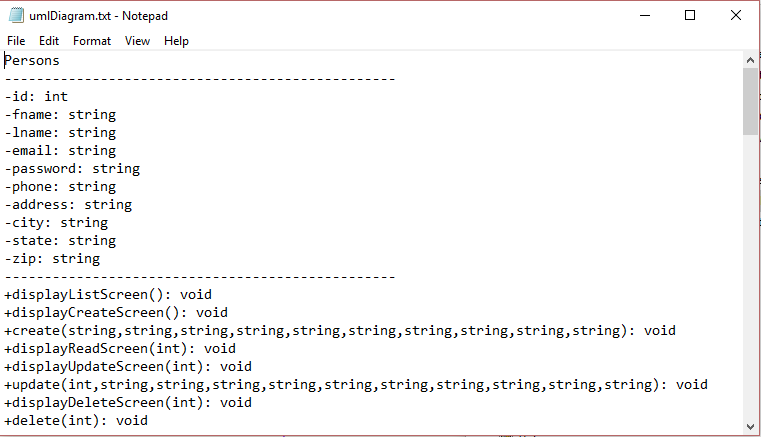 umlDiagram.txt - Notepad
File Edit Format View Help
Persons
-------------------------------------------------
-id: int
-fname: string
-lname: string
-email: string
-password: string
-phone: string
-address: string
-city: string
-state: string
-zip: string
-------------------------------------------------
+displayListScreen(): void
+displayCreateScreen(): void
+create(string,string,string,string,string,string,string,string,string,string): void
+displayReadScreen(int): void
+displayUpdateScreen(int): void
+update(int,string,string,string,string,string,string,string,string,string,string): void
+displayDeleteScreen(int): void
+delete(int): void